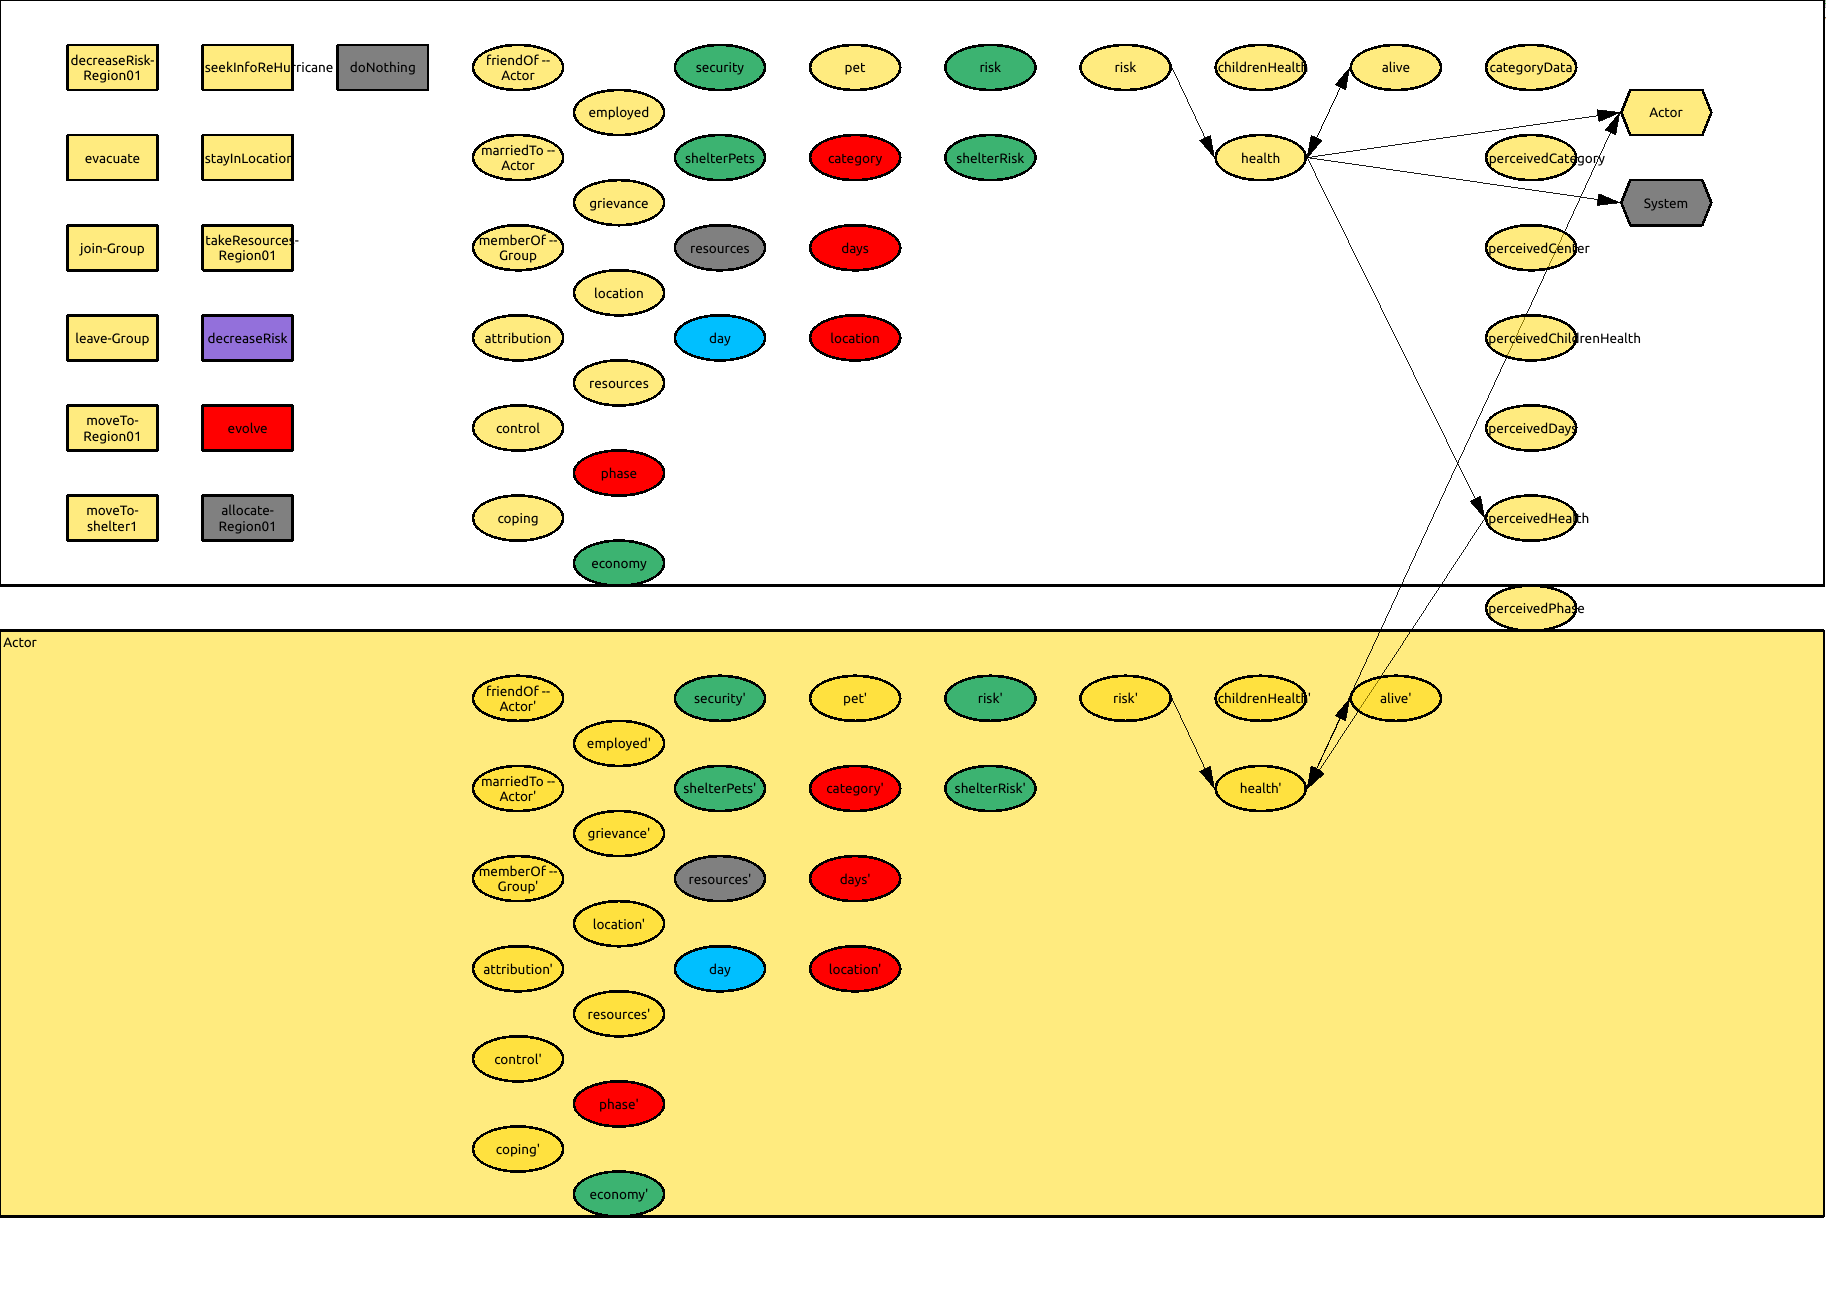 decreaseRisk-
Region01
seekInfoReHurricane
doNothing
friendOf --
Actor
security
pet
risk
risk
childrenHealth
alive
categoryData
employed
Actor
evacuate
stayInLocation
marriedTo --
Actor
shelterPets
category
shelterRisk
health
perceivedCategory
grievance
System
join-Group
takeResources-
Region01
memberOf --
Group
resources
days
perceivedCenter
location
leave-Group
decreaseRisk
attribution
day
location
perceivedChildrenHealth
resources
moveTo-
Region01
evolve
control
perceivedDays
phase
moveTo-
shelter1
allocate-
Region01
coping
perceivedHealth
economy
perceivedPhase
Actor
friendOf --
Actor'
security'
pet'
risk'
risk'
childrenHealth'
alive'
employed'
marriedTo --
Actor'
shelterPets'
category'
shelterRisk'
health'
grievance'
memberOf --
Group'
resources'
days'
location'
attribution'
day
location'
resources'
control'
phase'
coping'
economy'